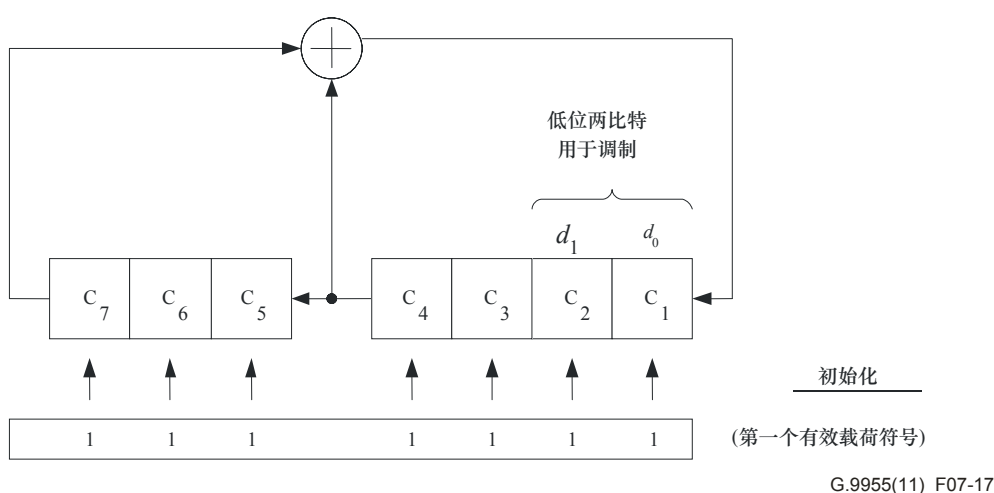 低位两比特
用于调制
d1 d0
C7 C6 C5 C4 C3 C2 C1
初始化
1 1 1 1 1 1 1
(第一个有效载荷符号)
G.9955(11) F07-17